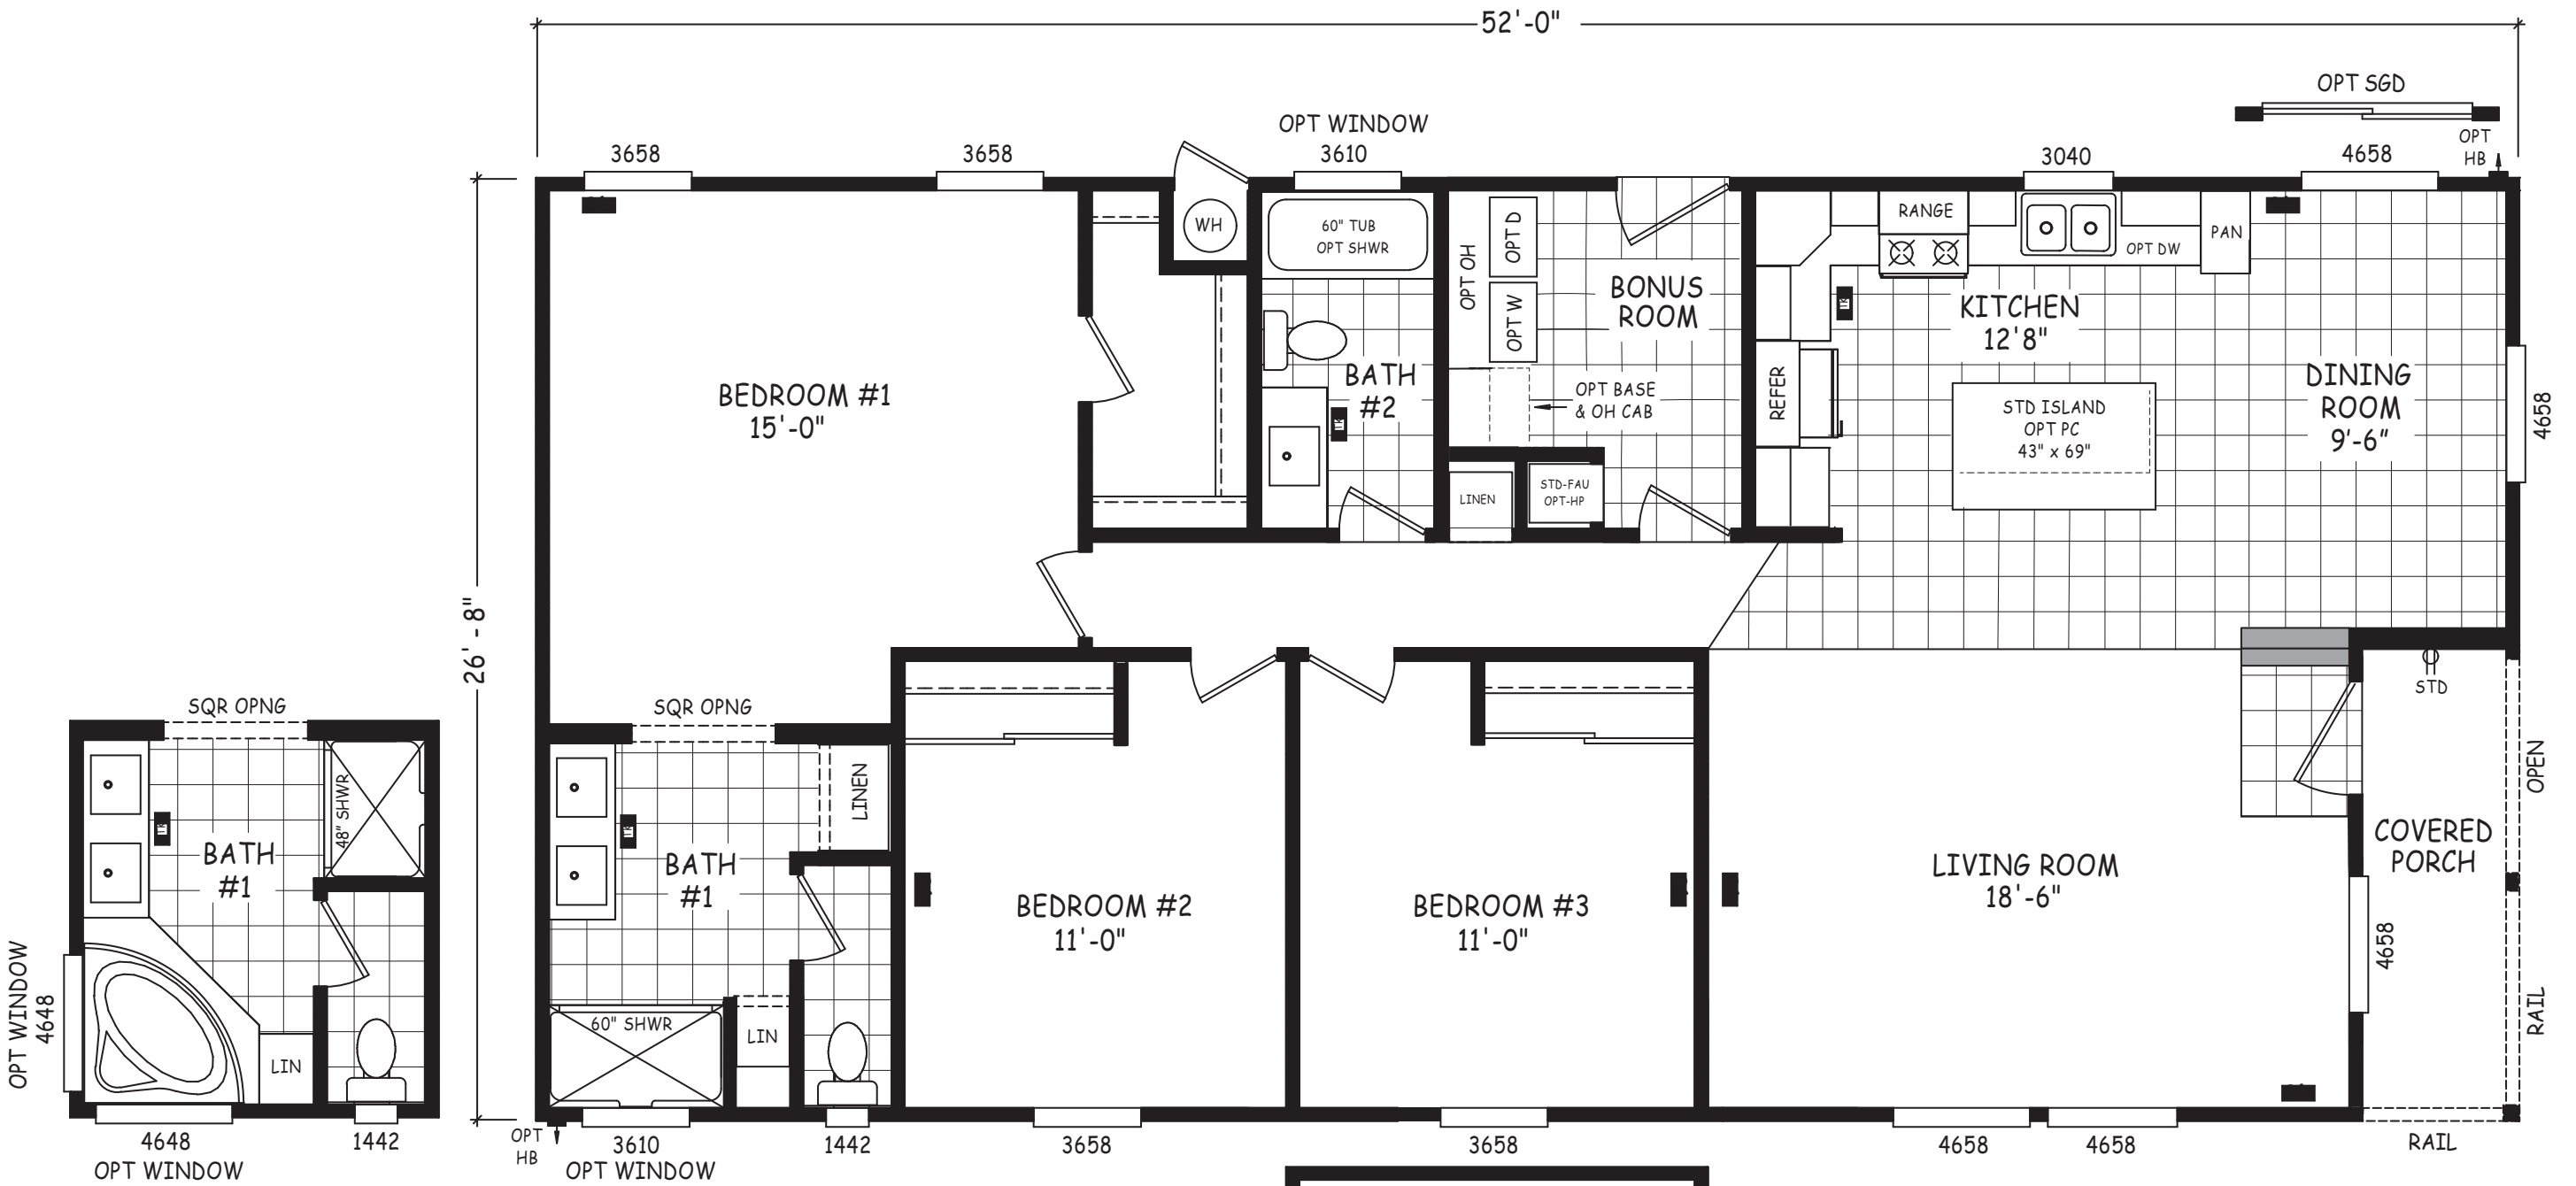 52'-0"
OPT SGD
OPT WINDOW
3658
3658
3610
3040
4658
OPT
HB
WH
60" TUB
OPT SHWR
OPT OH
OPT D
OPT W
BONUS
ROOM
RANGE
OPT DW
PAN
KITCHEN
12'8"
BEDROOM #1
15'-0"
BATH
#2
OPT BASE
& OH CAB
REFER
STD ISLAND
OPT PC
43" x 69"
DINING
ROOM
9'-6"
4658
LINEN
STD-FAU
OPT-HP
26'-8"
STD
SQR OPNG
SQR OPNG
48" SHWR
BATH
#1
LINEN
BATH
#1
BEDROOM #2
11'-0"
BEDROOM #3
11'-0"
LIVING ROOM
18'-6"
COVERED
PORCH
OPEN
RAIL
4658
OPT WINDOW
4648
LIN
60" SHWR
LIN
4648
OPT WINDOW
1442
OPT
HB
3610
OPT WINDOW
1442
3658
3658
4658
4658
RAIL